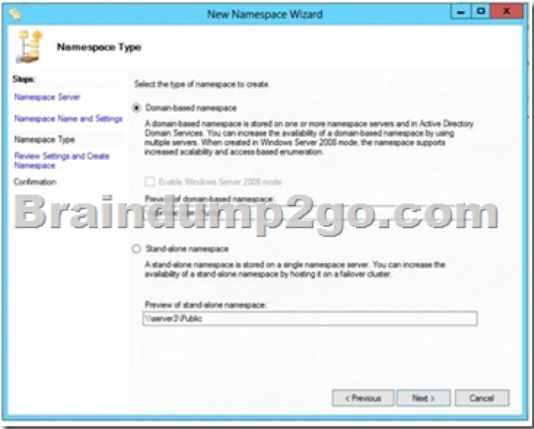 New Namespace Wizard
Namespace Type
Steps:
Namespace Server
Namespace Name and Settings
Namespace Type
Review Settings and Create
Namespace
Confirmation
Select the type of namespace to create.
Domain-based namespace
A domain-based namespace is stored on one or more namespace servers and in Active Directory
Domain Services. You can increase the availability of a domain-based namespace by using
multiple servers. When created in Windows Server 2008 mode, the namespace supports
increased scalability and access-based enumeration.
Enable Windows Server 2008 mode
Preview of domain-based namespace:
Braindump2go.com
Stand-alone namespace
A stand-alone namespace is stored on a single namespace server. You can increase the
availability of a stand-alone namespace by hosting it on a failover cluster.
Preview of stand-alone namespace:
\\server3\Public
< Previous
Next >
Cancel